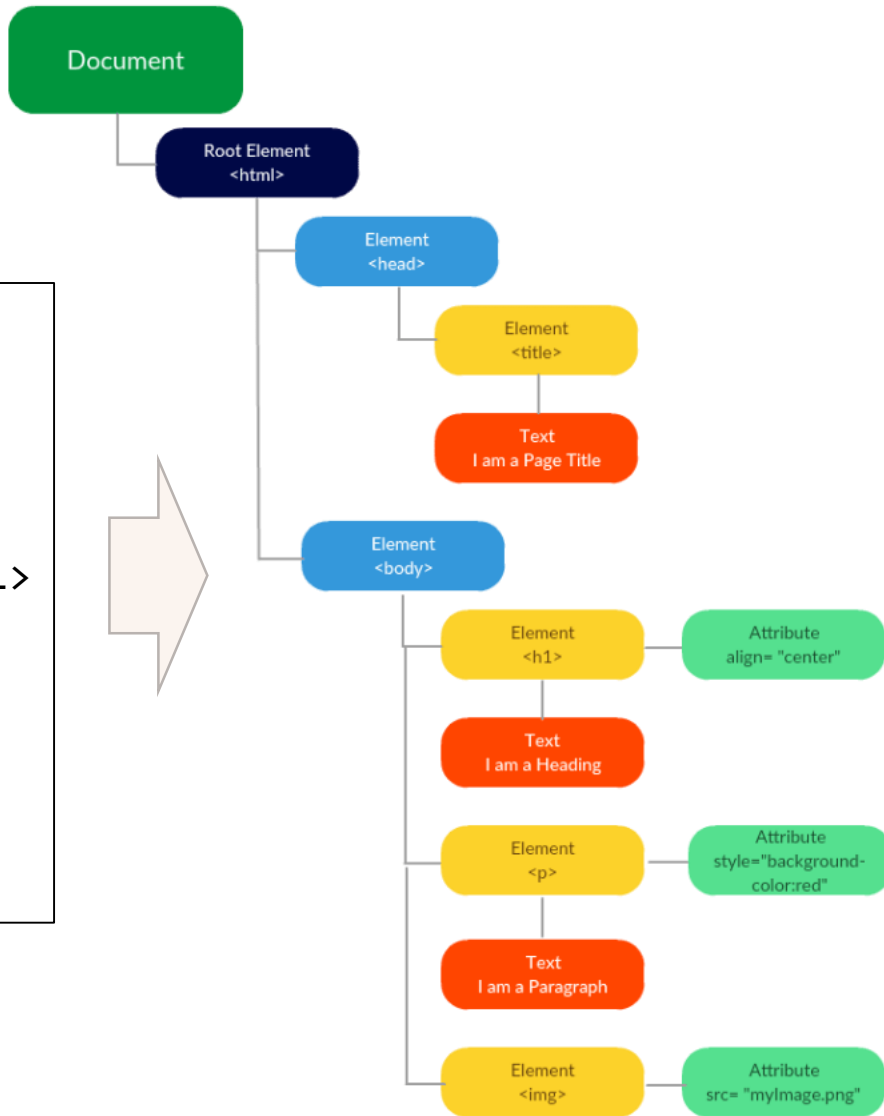 Document
Root Element
<html>
Element
<head>
Element
<title>
Text
I am a Page Title
Element
<body>
>
Element
<h1>
Attribute
align= "center"
Text
I am a Heading
Element
<p>
Attribute
style="background-
color:red"
Text
I am a Paragraph
Element
<img>
Attribute
src= "myImage.png"